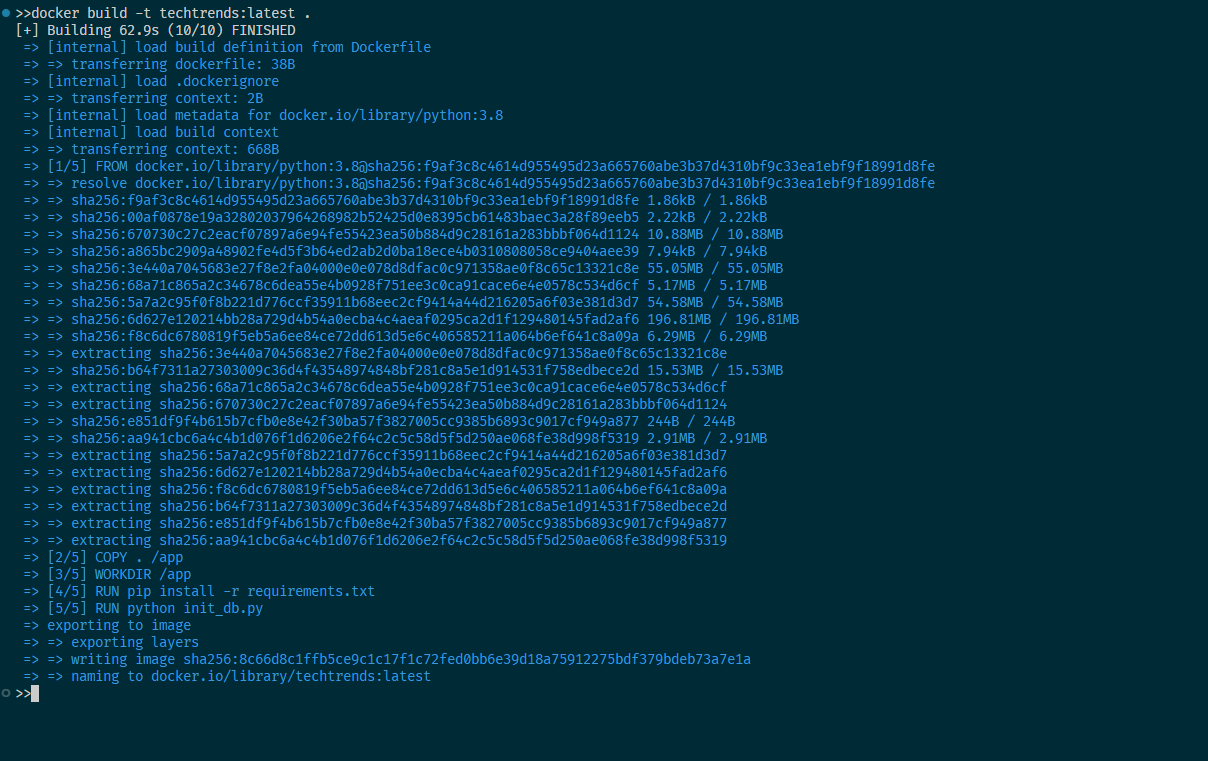 >>docker build -t techtrends:latest .
[+] Building 62.9s (10/10) FINISHED
=> [internal] load build definition from Dockerfile
=> => transferring dockerfile: 38B
=> [internal] load .dockerignore
=> => transferring context: 2B
=> [internal] load metadata for docker.io/library/python:3.8
=> [internal] load build context
=> => transferring context: 668B
=> [1/5] FROM docker.io/library/python:3.8@sha256:f9af3c8c4614d955495d23a665760abe3b37d4310bf9c33ea1ebf9f18991d8fe
=> => resolve docker.io/library/python:3.8@sha256:f9af3c8c4614d955495d23a665760abe3b37d4310bf9c33ea1ebf9f18991d8fe
=> => sha256:f9af3c8c4614d955495d23a665760abe3b37d4310bf9c33ea1ebf9f18991d8fe 1.86kB / 1.86kB
=> => sha256:00af0878e19a32802037964268982b52425d0e8395cb61483baec3a28f89eeb5 2.22kB / 2.22kB
=> => sha256:670730c27c2eacf07897a6e94fe55423ea50b884d9c28161a283bbbf064d1124 10.88MB / 10.88MB
=> => sha256:a865bc2909a48902fe4d5f3b64ed2ab2d0ba18ece4b0310808058ce9404aee39 7.94kB / 7.94kB
=> => sha256:3e440a7045683e27f8e2fa04000e0e078d8dfac0c971358ae0f8c65c13321c8e 55.05MB / 55.05MB
=> => sha256:68a71c865a2c34678c6dea55e4b0928f751ee3c0ca91cace6e4e0578c534d6cf 5.17MB / 5.17MB
=> => sha256:5a7a2c95f0f8b221d776ccf35911b68eec2cf9414a44d216205a6f03e381d3d7 54.58MB / 54.58MB
=> => sha256:6d627e120214bb28a729d4b54a0ecba4c4aeaf0295ca2d1f129480145fad2af6 196.81MB / 196.81MB
=> => sha256:f8c6dc6780819f5eb5a6ee84ce72dd613d5e6c406585211a064b6ef641c8a09a 6.29MB / 6.29MB
=> => extracting sha256:3e440a7045683e27f8e2fa04000e0e078d8dfac0c971358ae0f8c65c13321c8e
=> => sha256:b64f7311a27303009c36d4f43548974848bf281c8a5e1d914531f758edbece2d 15.53MB / 15.53MB
=> => extracting sha256:68a71c865a2c34678c6dea55e4b0928f751ee3c0ca91cace6e4e0578c534d6cf
=> => extracting sha256:670730c27c2eacf07897a6e94fe55423ea50b884d9c28161a283bbbf064d1124
=> => sha256:e851df9f4b615b7cfb0e8e42f30ba57f3827005cc9385b6893c9017cf949a877 244B / 244B
=> => sha256:aa941cbc6a4c4b1d076f1d6206e2f64c2c5c58d5f5d250ae068fe38d998f5319 2.91MB / 2.91MB
=> => extracting sha256:5a7a2c95f0f8b221d776ccf35911b68eec2cf9414a44d216205a6f03e381d3d7
=> => extracting sha256:6d627e120214bb28a729d4b54a0ecba4c4aeaf0295ca2d1f129480145fad2af6
=> => extracting sha256:f8c6dc6780819f5eb5a6ee84ce72dd613d5e6c406585211a064b6ef641c8a09a
=> => extracting sha256:b64f7311a27303009c36d4f43548974848bf281c8a5e1d914531f758edbece2d
=> => extracting sha256:e851df9f4b615b7cfb0e8e42f30ba57f3827005cc9385b6893c9017cf949a877
=> => extracting sha256:aa941cbc6a4c4b1d076f1d6206e2f64c2c5c58d5f5d250ae068fe38d998f5319
=> [2/5] COPY . /app
=> [3/5] WORKDIR /app
=> [4/5] RUN pip install -r requirements.txt
=> [5/5] RUN python init_db.py
=> exporting to image
=> => exporting layers
=> => writing image sha256:8c66d8c1ffb5ce9c1c17f1c72fed0bb6e39d18a75912275bdf379bdeb73a7e1a
=> => naming to docker.io/library/techtrends:latest
>>